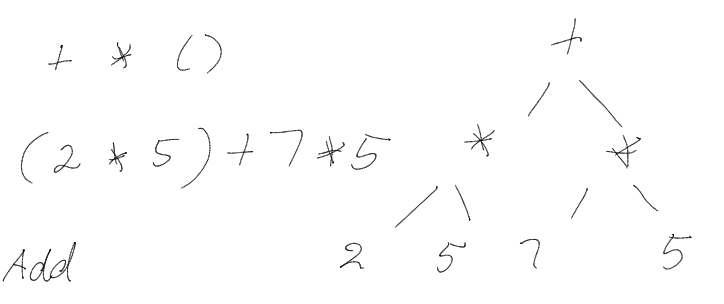 + * ()
+
(2 * 5) + 7 * 5
* *
2 5 7 5
Add